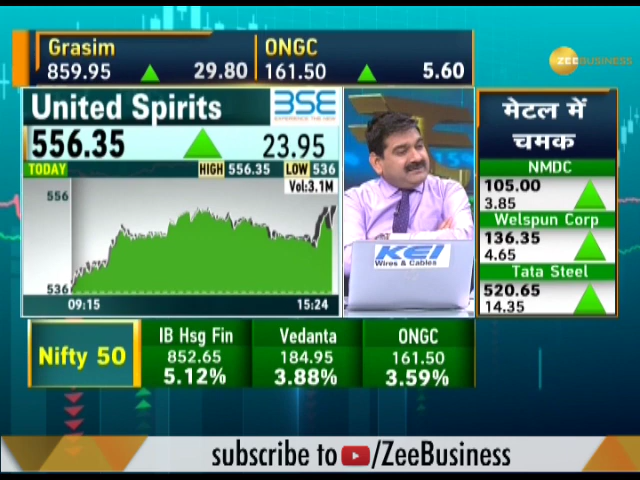 Grasim
859.95 29.80
ONGC
161.50 5.60
ZEEBUSINESS
United Spirits
BSE
EXPERIENCE THE NEW
556.35 23.95
TODAY HIGH 556.35 LOW 536
Vol:3.1M
556
536
09:15 15:24
KEI
Wires & Cables
मेटल में
चमक
NMDC
105.00
3.85
Welspun Corp
136.35
4.65
Tata Steel
520.65
14.35
Nifty 50
IB Hsg Fin
852.65
5.12%
Vedanta
184.95
3.88%
ONGC
161.50
3.59%
subscribe to /ZeeBusiness